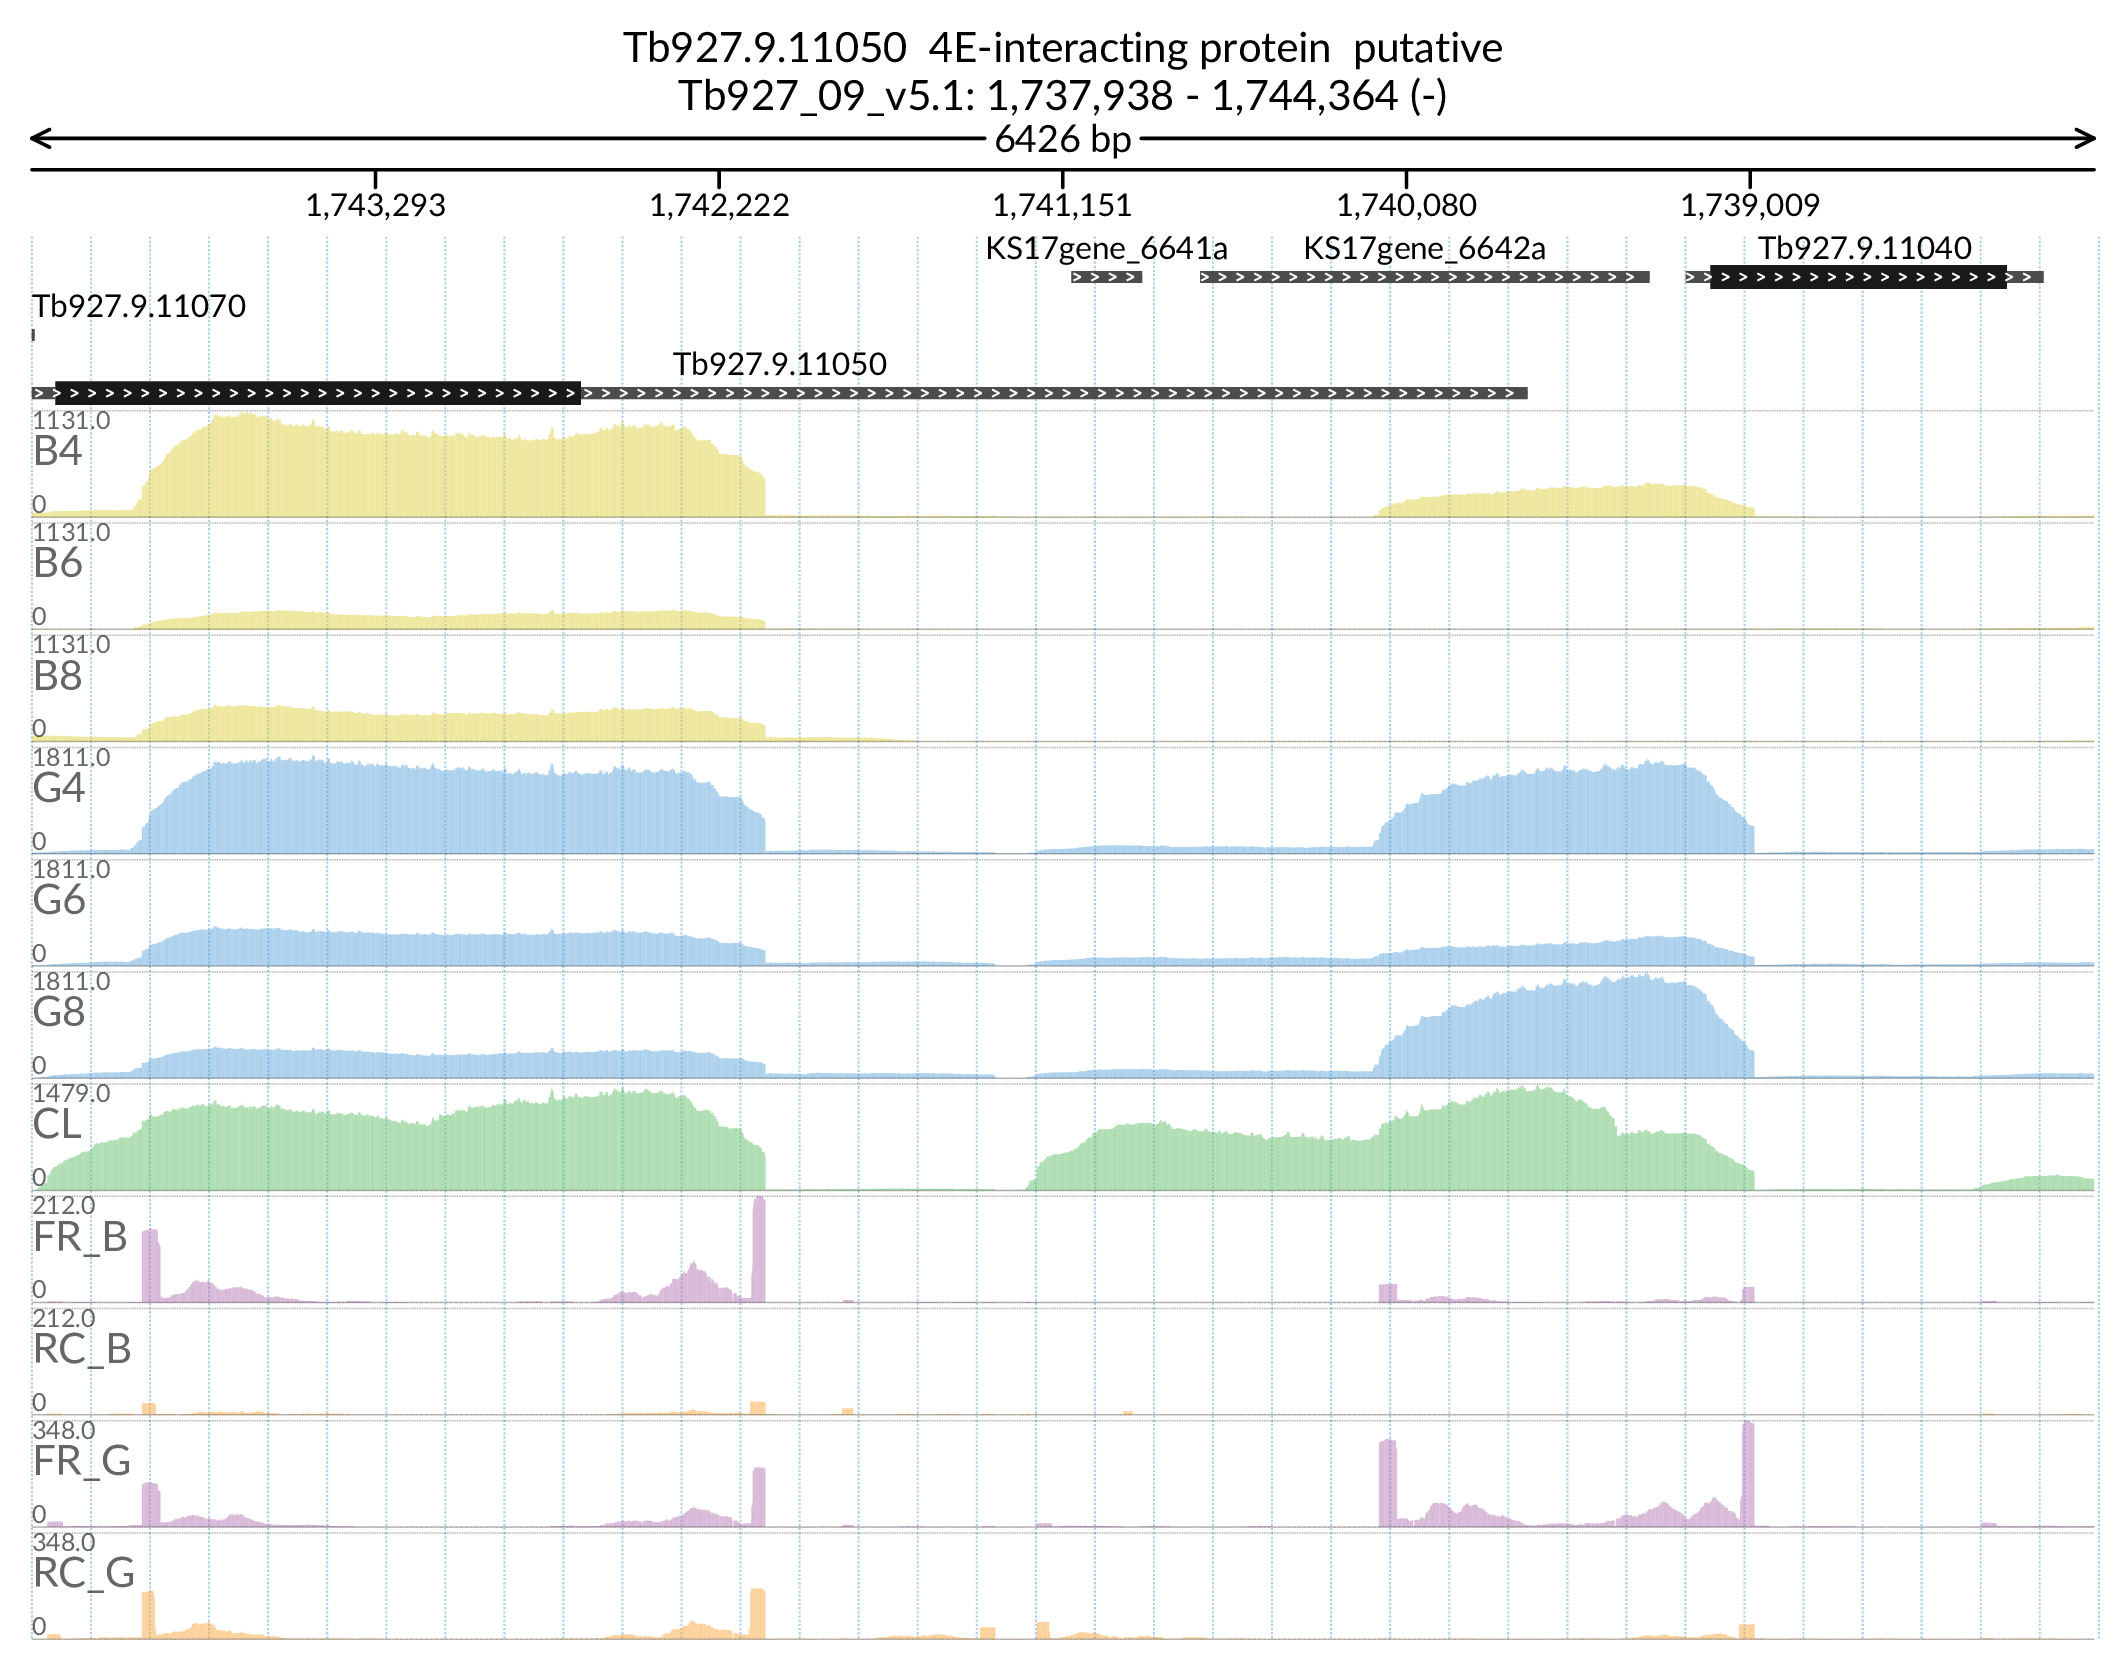 Tb927.9.11050  4E-interacting protein  putative
Tb927_09_v5.1: 1,737,938 - 1,744,364 (-)
6426 bp
1,743,293 1,742,222 1,741,151 1,740,080 1,739,009
KS17gene_6641a KS17gene_6642a Tb927.9.11040
Tb927.9.11070
Tb927.9.11050
1131.0
B4
0
1131.0
B6
0
1131.0
B8
0
1811.0
G4
0
1811.0
G6
0
1811.0
G8
0
1479.0
CL
0
212.0
FR_B
0
212.0
RC_B
0
348.0
FR_G
0
348.0
RC_G
0